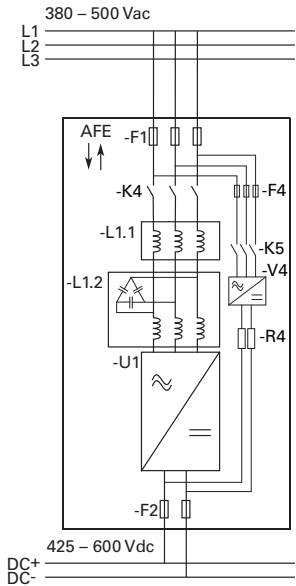 380 – 500 Vac
L1
L2
L3
AFE
-F1
-F4
-K4
-K5
-L1.1
-V4
-L1.2
-R4
-U1
-F2
425 – 600 Vdc
DC+
DC-